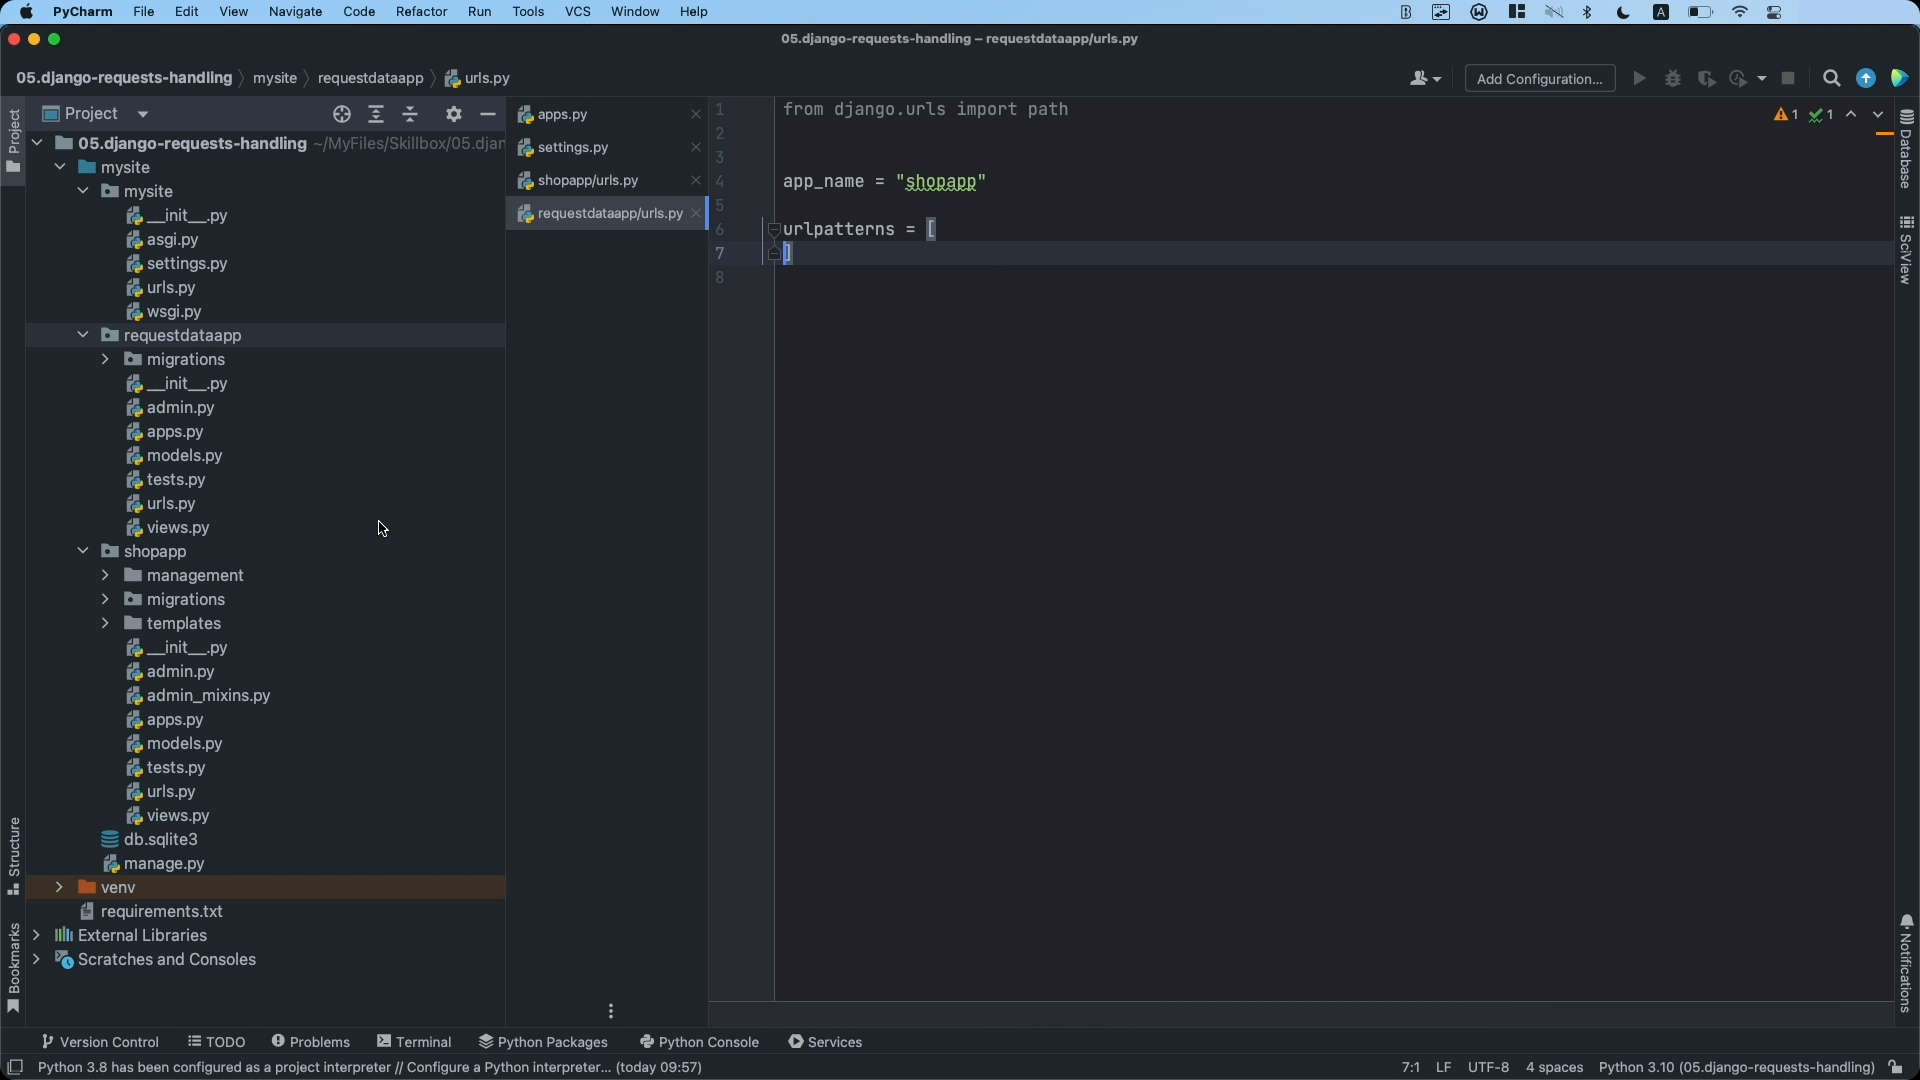 PyCharm File Edit View Navigate Code Refactor Run Tools VCS Window Help
05.django-requests-handling – requestdataapp/urls.py
05.django-requests-handling mysite requestdataapp urls.py
Add Configuration...
Project
Project
05.django-requests-handling ~/MyFiles/Skillbox/05.djan
mysite
mysite
__init__.py
asgi.py
settings.py
urls.py
wsgi.py
requestdataapp
migrations
__init__.py
admin.py
apps.py
models.py
tests.py
urls.py
views.py
shopapp
management
migrations
templates
__init__.py
admin.py
admin_mixins.py
apps.py
models.py
tests.py
urls.py
views.py
db.sqlite3
manage.py
venv
requirements.txt
External Libraries
Scratches and Consoles
Structure
Bookmarks
apps.py
settings.py
shopapp/urls.py
requestdataapp/urls.py
1 from django.urls import path
2
3
4 app_name = "shopapp"
5
6 urlpatterns = [
7 ]
8
1 1
Database
SciView
Notifications
Version Control TODO Problems Terminal Python Packages Python Console Services
Python 3.8 has been configured as a project interpreter // Configure a Python interpreter... (today 09:57)
7:1 LF UTF-8 4 spaces Python 3.10 (05.django-requests-handling)